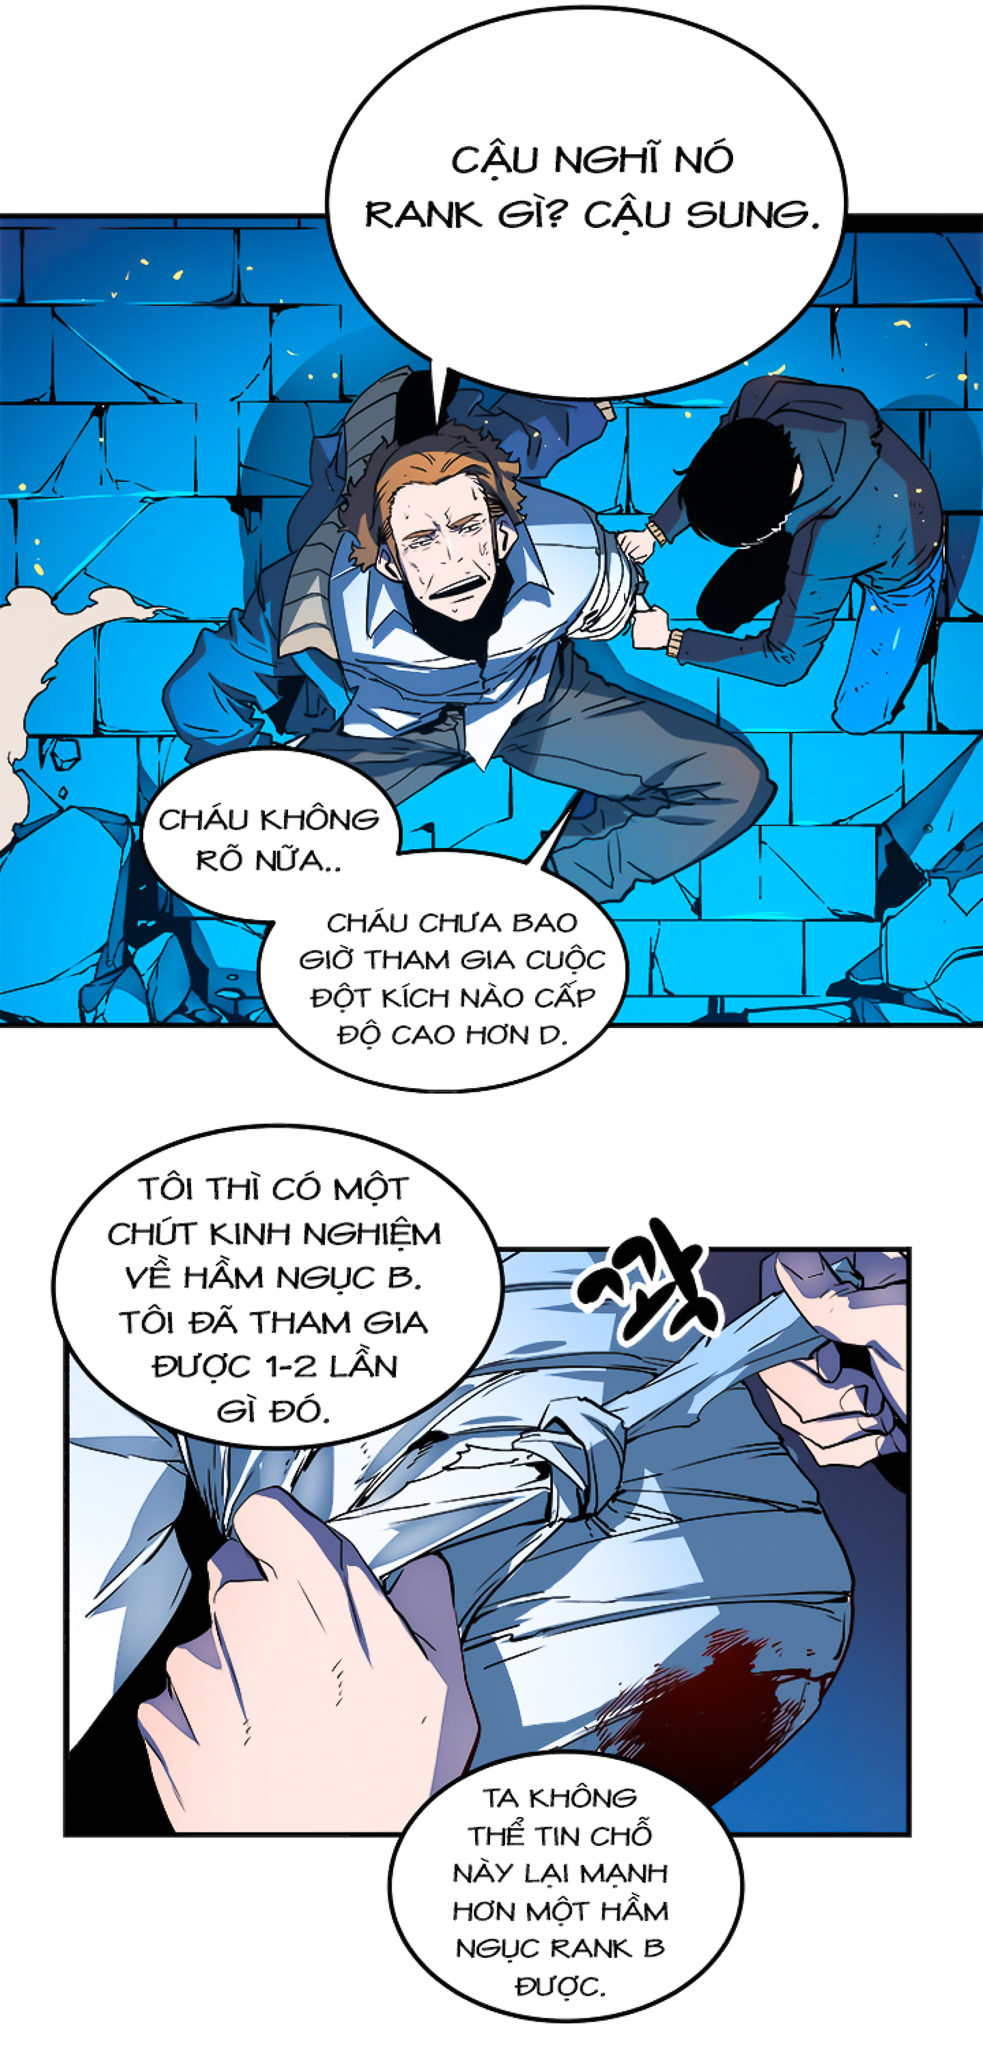 CẬU NGHĨ NÓ
RANK GÌ? CẬU SUNG.
CHÁU KHÔNG
RÕ NỮA..
CHÁU CHƯA BAO
GIỜ THAM GIA CUỘC
ĐỘT KÍCH NÀO CẤP
ĐỘ CAO HƠN D.
TÔI THÌ CÓ MỘT
CHÚT KINH NGHIỆM
VỀ HẦM NGỤC B.
TÔI ĐÃ THAM GIA
ĐƯỢC 1-2 LẦN
GÌ ĐÓ.
콱
TA KHÔNG
THỂ TIN CHỖ
NÀY LẠI MẠNH
HƠN MỘT HẦM
NGỤC RANK B
ĐƯỢC.